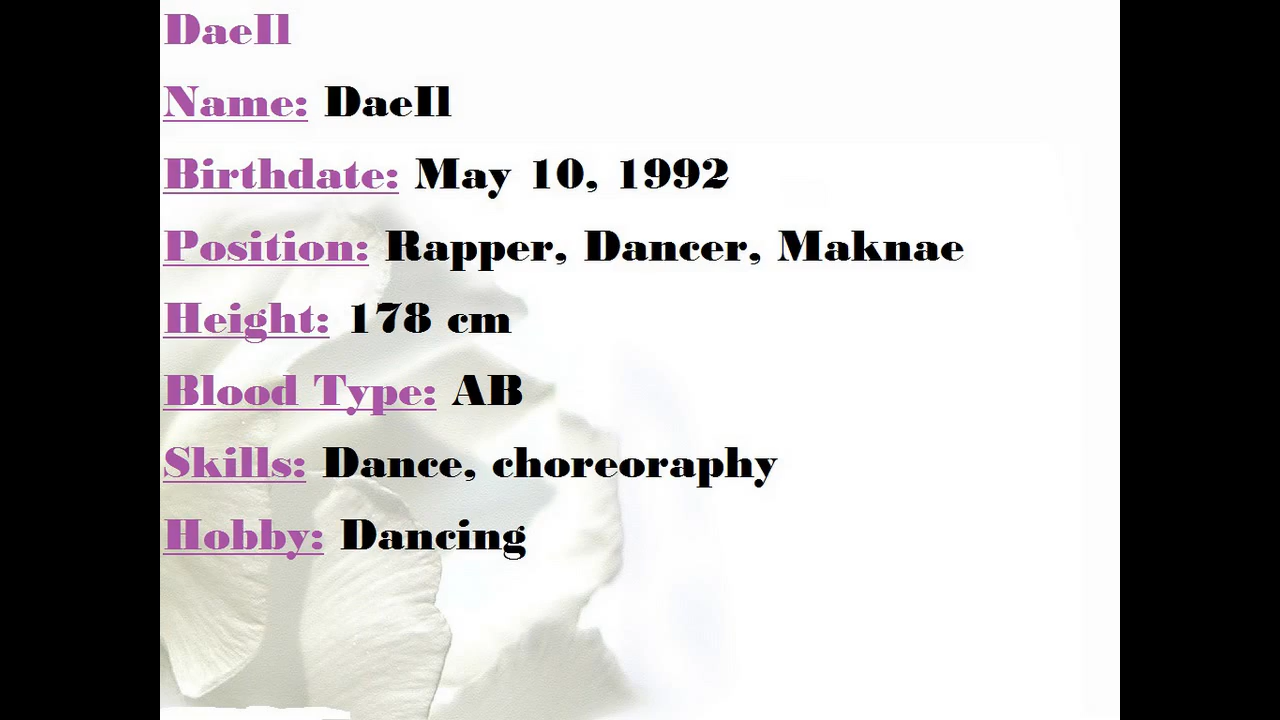 DaeIl
Name: DaeIl
Birthdate: May 10, 1992
Position: Rapper, Dancer, Maknae
Height: 178 cm
Blood Type: AB
Skills: Dance, choreoraphy
Hobby: Dancing